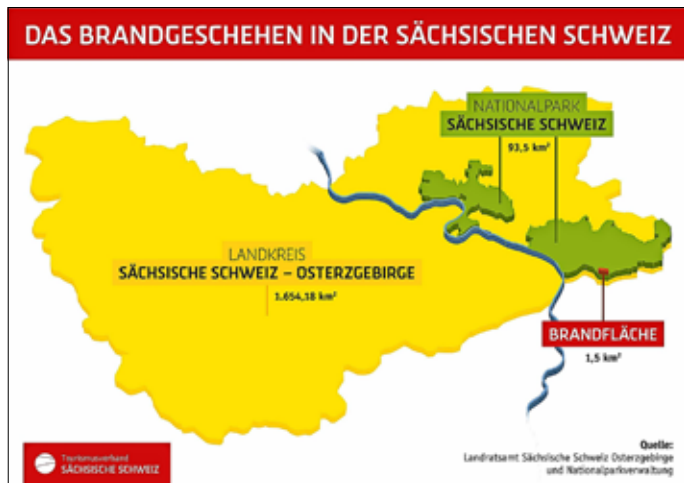 DAS BRANDGESCHEHEN IN DER SÄCHSISCHEN SCHWEIZ
NATIONALPARK
SÄCHSISCHE SCHWEIZ
93,5 km²
LANDKREIS
SÄCHSISCHE SCHWEIZ – OSTERZGEBIRGE
1.654,18 km²
BRANDFLÄCHE
1,5 km²
Quelle:
Landratsamt Sächsische Schweiz Osterzgebirge
und Nationalparkverwaltung
Tourismusverband
SÄCHSISCHE SCHWEIZ